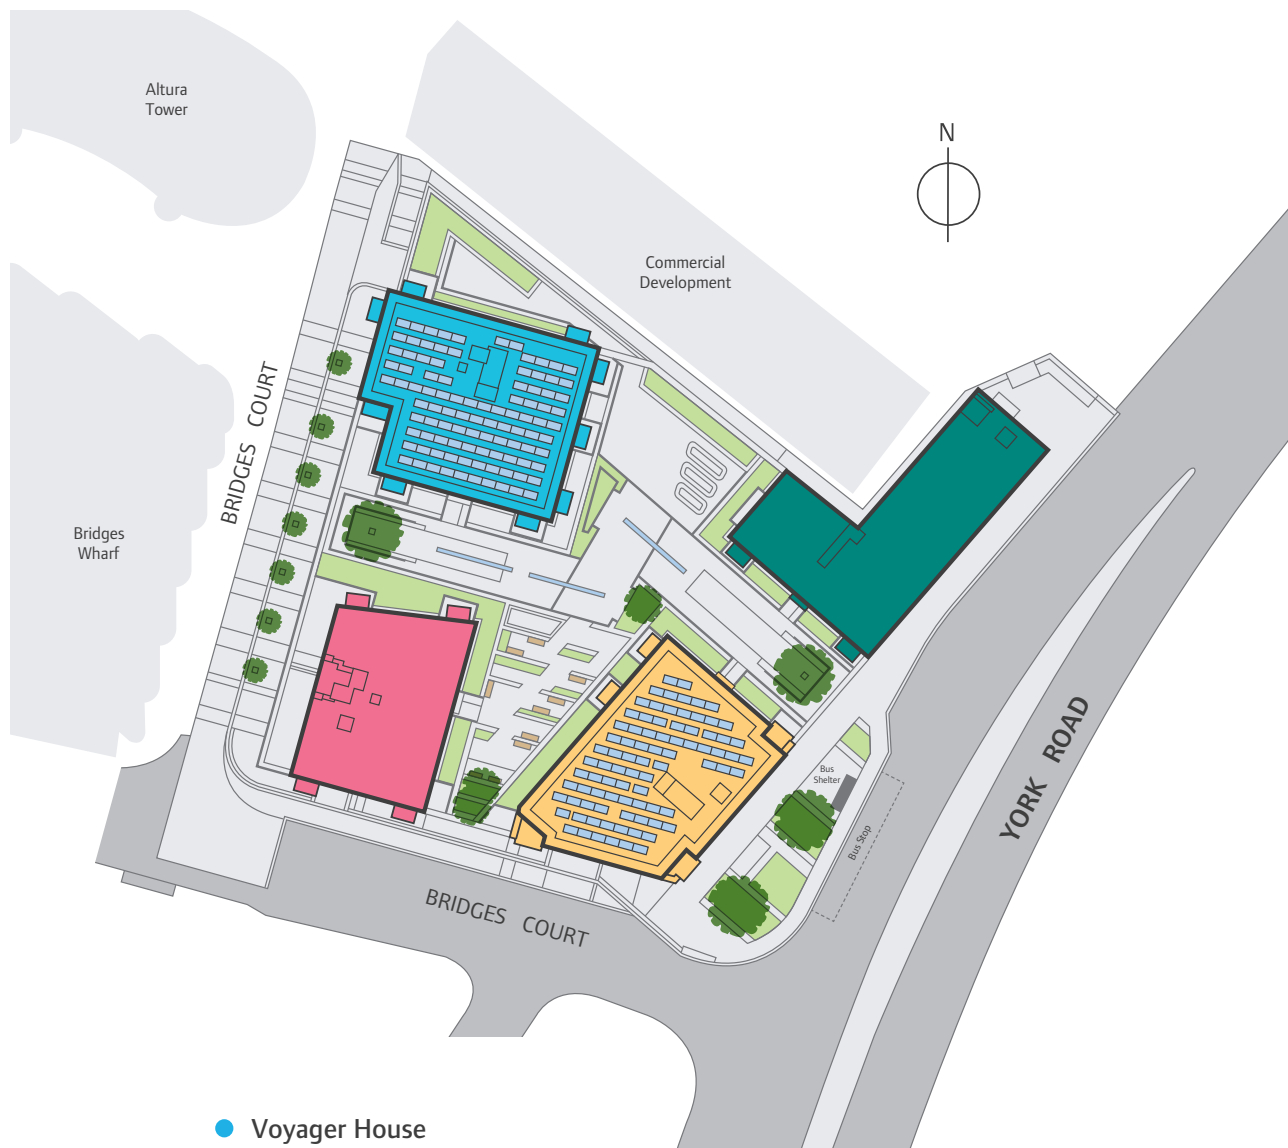 Altura
Tower
N
Commercial
Development
BRIDGES COURT
Bridges
Wharf
YORK ROAD
Bus
Shelter
Bus Stop
BRIDGES COURT
Voyager House